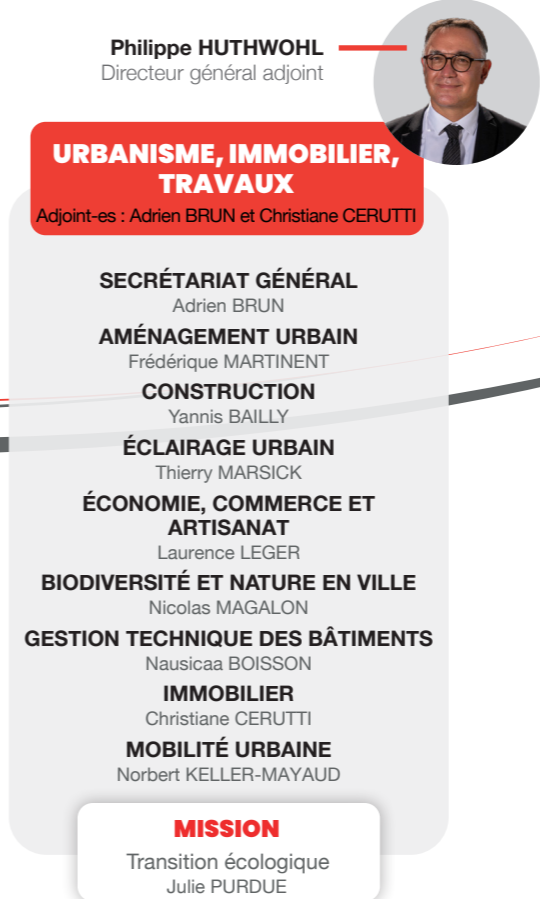 Philippe HUTHWOHL
Directeur général adjoint
URBANISME, IMMOBILIER,
TRAVAUX
Adjoint-es : Adrien BRUN et Christiane CERUTTI
SECRÉTARIAT GÉNÉRAL
Adrien BRUN
AMÉNAGEMENT URBAIN
Frédérique MARTINENT
CONSTRUCTION
Yannis BAILLY
ÉCLAIRAGE URBAIN
Thierry MARSICK
ÉCONOMIE, COMMERCE ET
ARTISANAT
Laurence LEGER
BIODIVERSITÉ ET NATURE EN VILLE
Nicolas MAGALON
GESTION TECHNIQUE DES BÂTIMENTS
Nausicaa BOISSON
IMMOBILIER
Christiane CERUTTI
MOBILITÉ URBAINE
Norbert KELLER-MAYAUD
MISSION
Transition écologique
Julie PURDUE